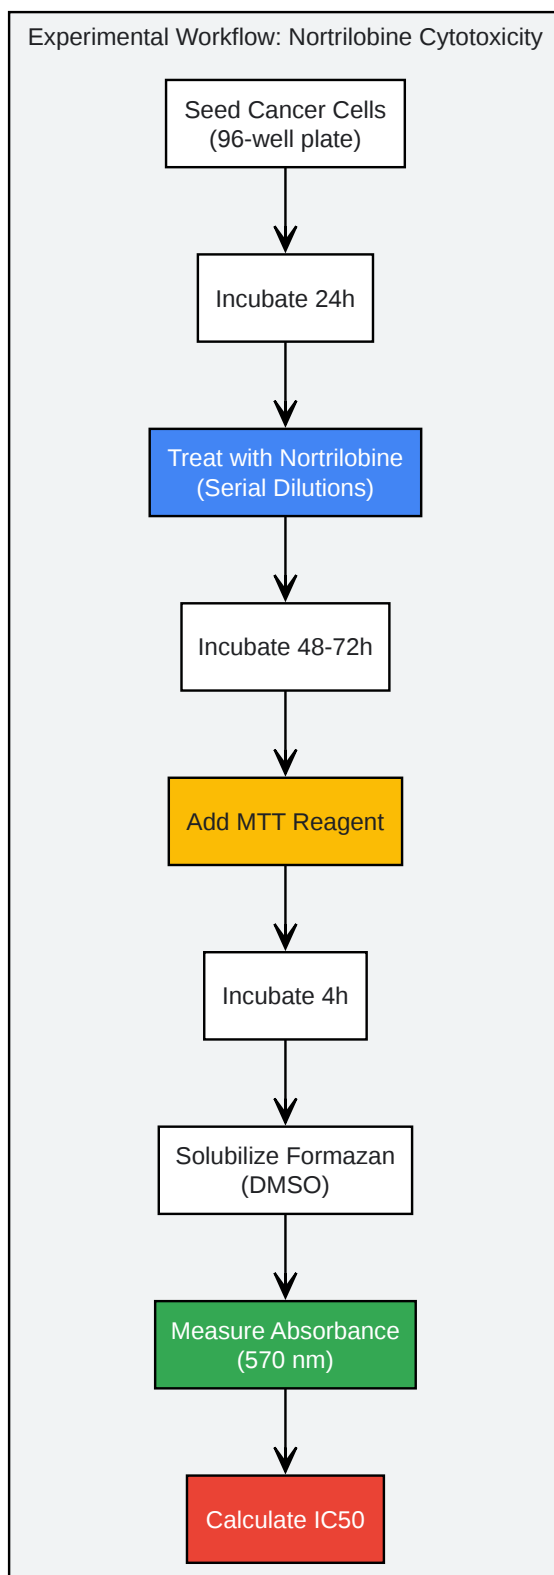 Experimental Workflow: Nortrilobine Cytotoxicity
Seed Cancer Cells
(96-well plate)
Incubate 24h
Treat with Nortrilobine
(Serial Dilutions)
Incubate 48-72h
Add MTT Reagent
Incubate 4h
Solubilize Formazan
(DMSO)
Measure Absorbance
(570 nm)
Calculate IC50